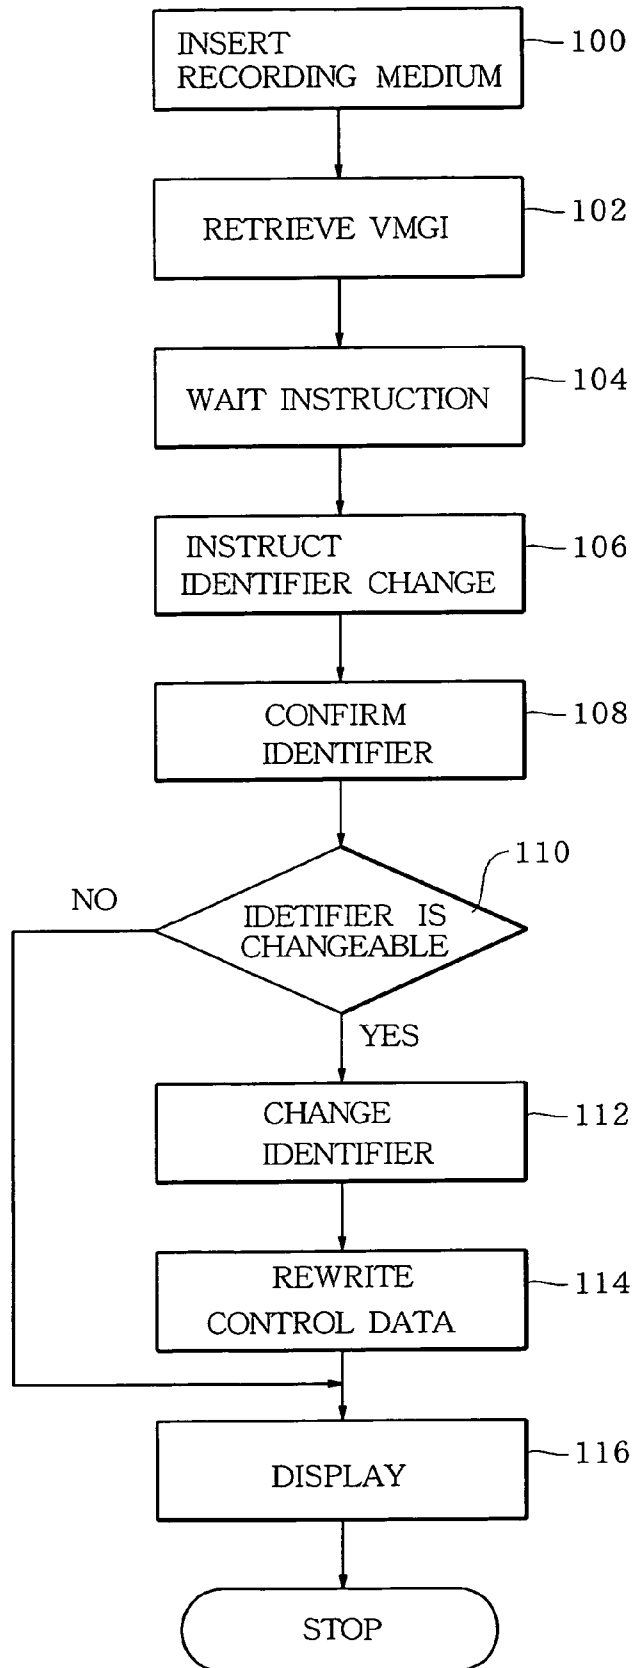 INSERT
RECORDING MEDIUM
100
RETRIEVE VMGI
102
WAIT INSTRUCTION
104
INSTRUCT
IDENTIFIER CHANGE
106
CONFIRM
IDENTIFIER
108
110
NO
IDETIFIER IS
CHANGEABLE
YES
CHANGE
IDENTIFIER
112
REWRITE
CONTROL DATA
114
DISPLAY
116
STOP